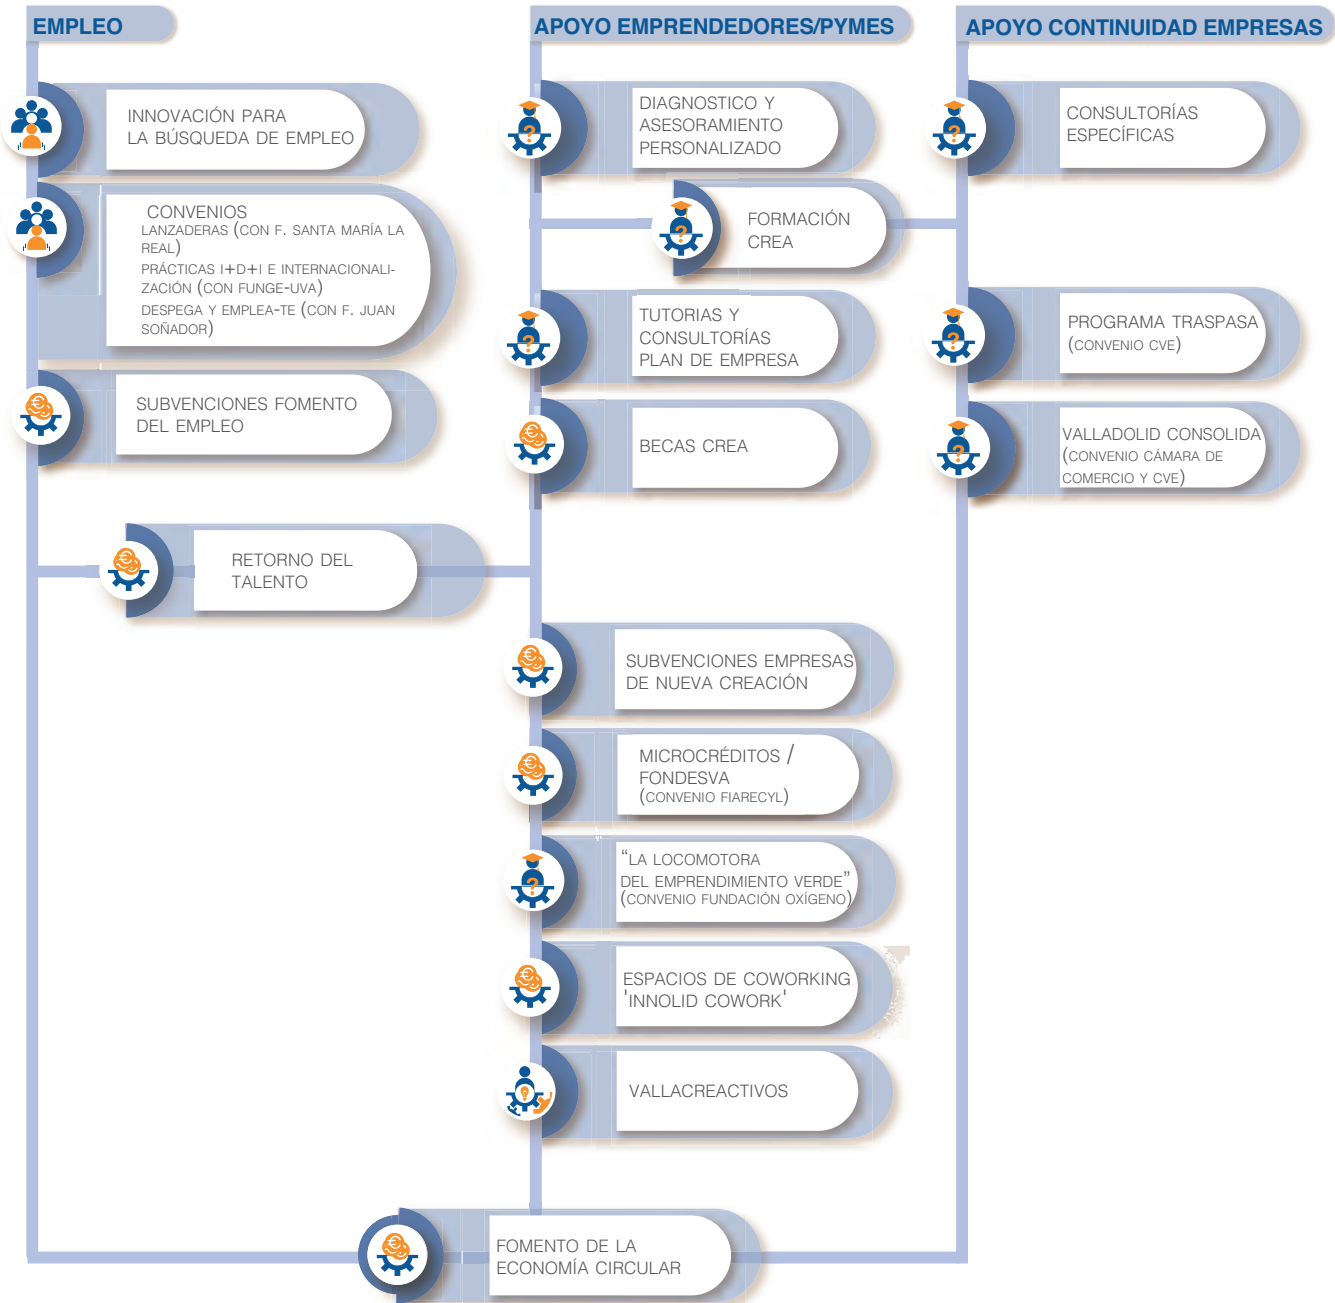 EMPLEO
INNOVACIÓN PARA
LA BÚSQUEDA DE EMPLEO
CONVENIOS
LANZADERAS (CON F. SANTA MARÍA LA
REAL)
PRÁCTICAS I+D+I E INTERNACIONALI-
ZACIÓN (CON FUNGE-UVA)
DESPEGA Y EMPLEA-TE (CON F. JUAN
SOÑADOR)
SUBVENCIONES FOMENTO
DEL EMPLEO
RETORNO DEL
TALENTO
APOYO EMPRENDEDORES/PYMES
DIAGNOSTICO Y
ASESORAMIENTO
PERSONALIZADO
FORMACIÓN
CREA
TUTORIAS Y
CONSULTORÍAS
PLAN DE EMPRESA
BECAS CREA
SUBVENCIONES EMPRESAS
DE NUEVA CREACIÓN
MICROCRÉDITOS /
FONDESVA
(CONVENIO FIARECYL)
“LA LOCOMOTORA
DEL EMPRENDIMIENTO VERDE”
(CONVENIO FUNDACIÓN OXÍGENO)
ESPACIOS DE COWORKING
'INNOLID COWORK'
VALLACREACTIVOS
APOYO CONTINUIDAD EMPRESAS
CONSULTORÍAS
ESPECÍFICAS
PROGRAMA TRASPASA
(CONVENIO CVE)
VALLADOLID CONSOLIDA
(CONVENIO CÁMARA DE
COMERCIO Y CVE)
FOMENTO DE LA
ECONOMÍA CIRCULAR